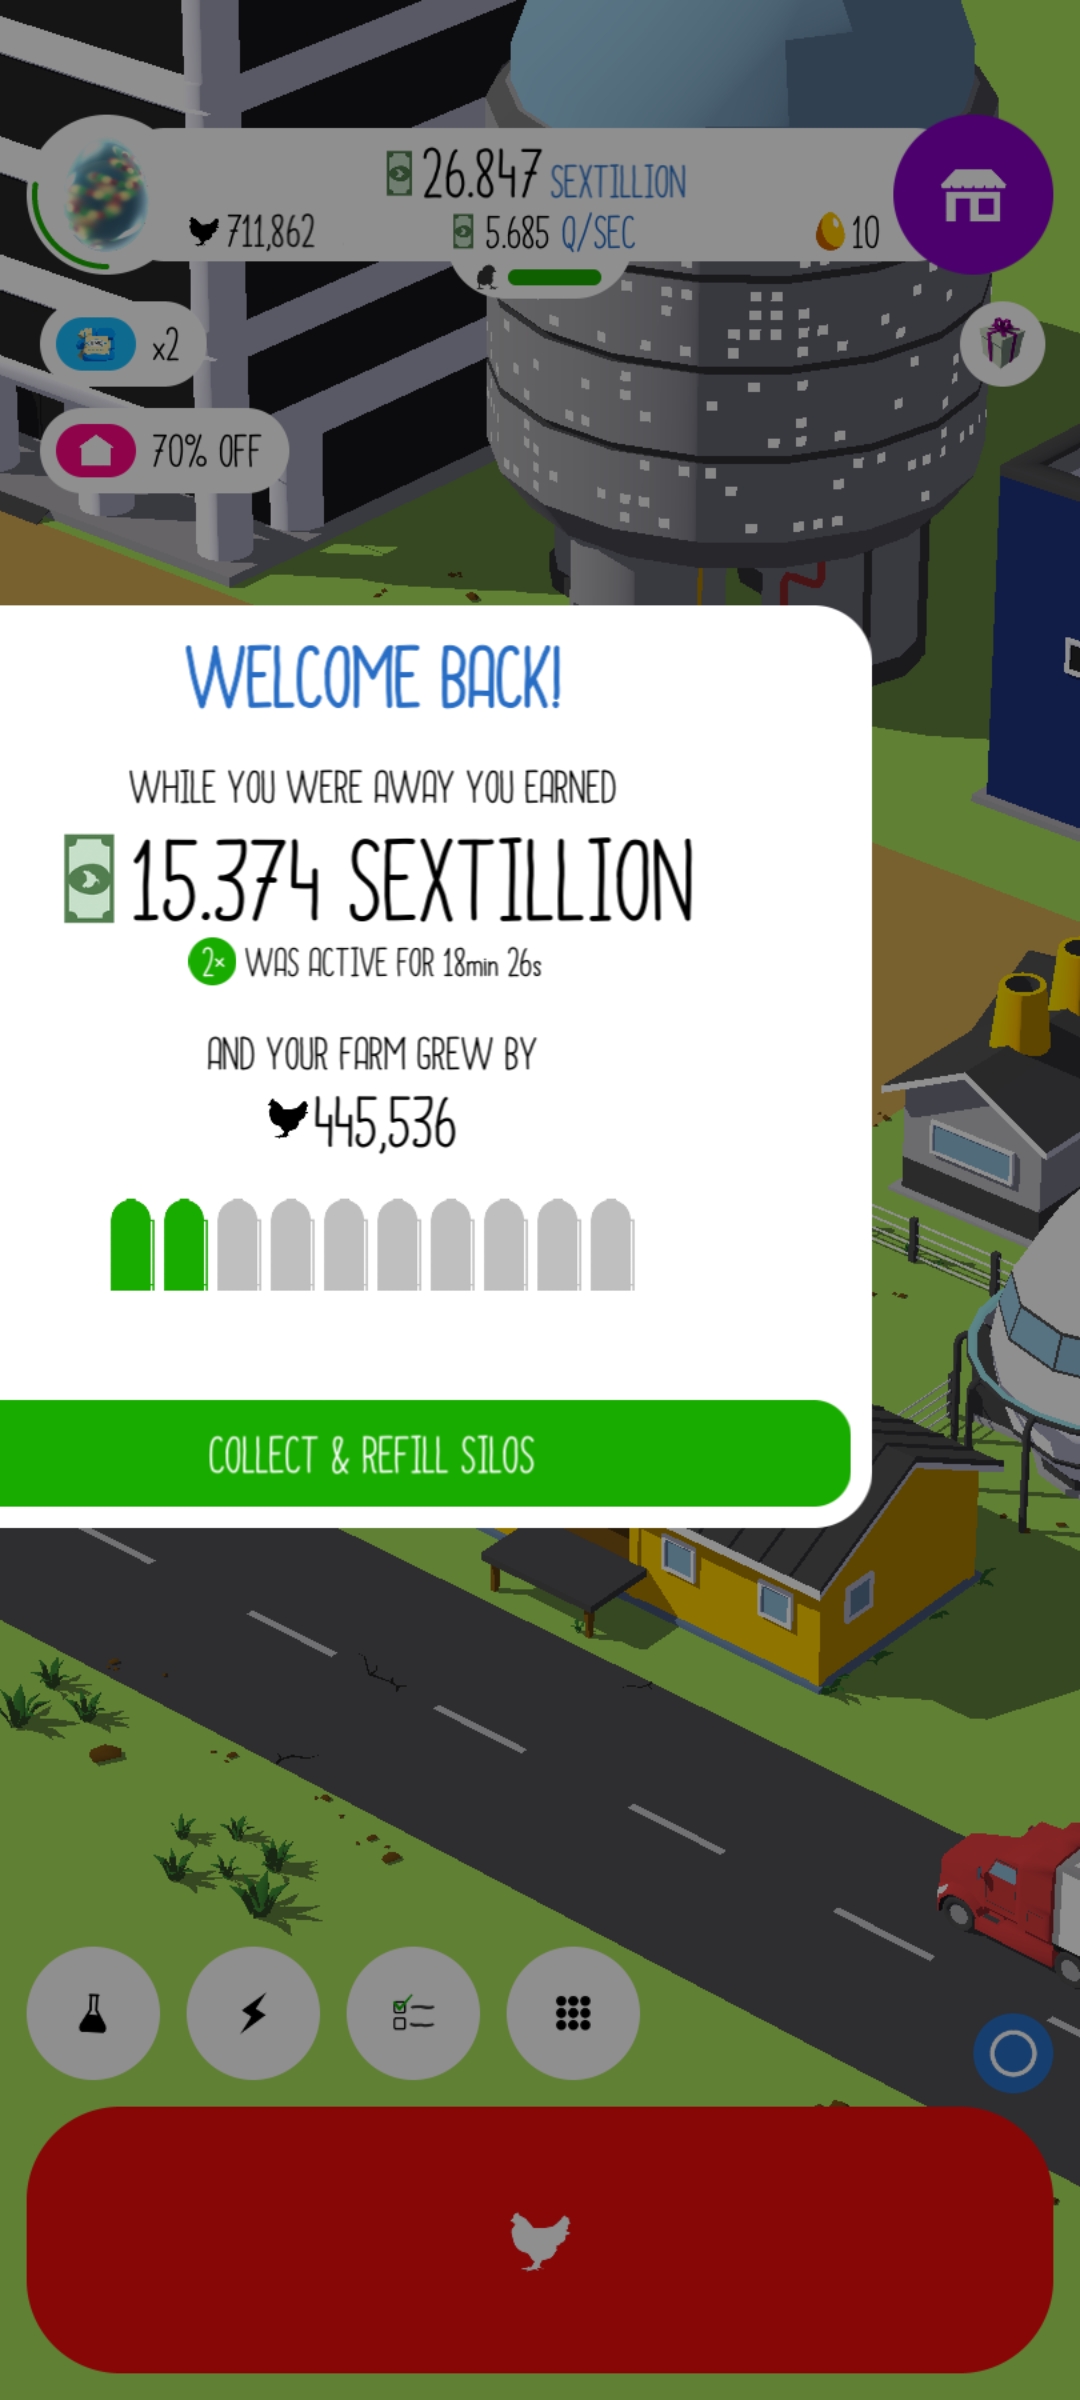 26.847 SEXTILLION
711,862
5.685 Q/SEC
10
x2
70% OFF
WELCOME BACK!
WHILE YOU WERE AWAY YOU EARNED
15.374 SEXTILLION
2x WAS ACTIVE FOR 18min 26s
AND YOUR FARM GREW BY
445,536
COLLECT & REFILL SILOS